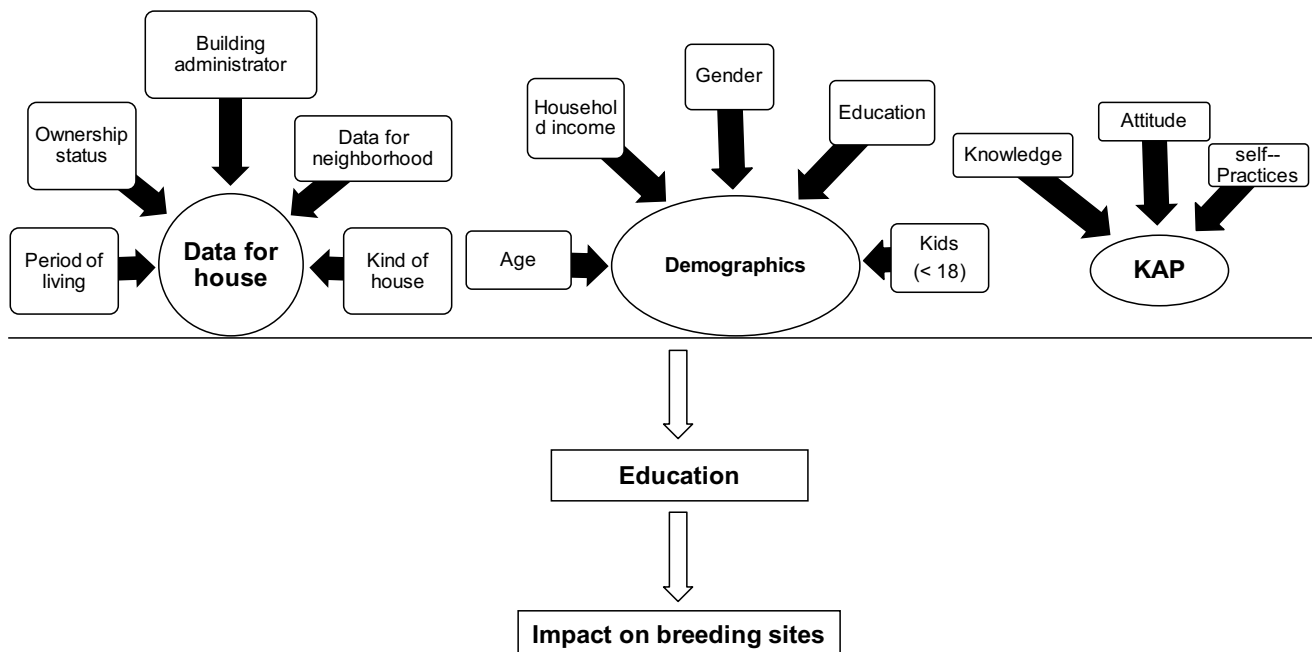 Building
administrator
Ownership
status
Data for
neighborhood
Period of
living
Data for
house
Kind of
house
Househol
d income
Gender
Education
Age
Demographics
Kids
(< 18)
Knowledge
Attitude
self--
Practices
KAP
Education
Impact on breeding sites